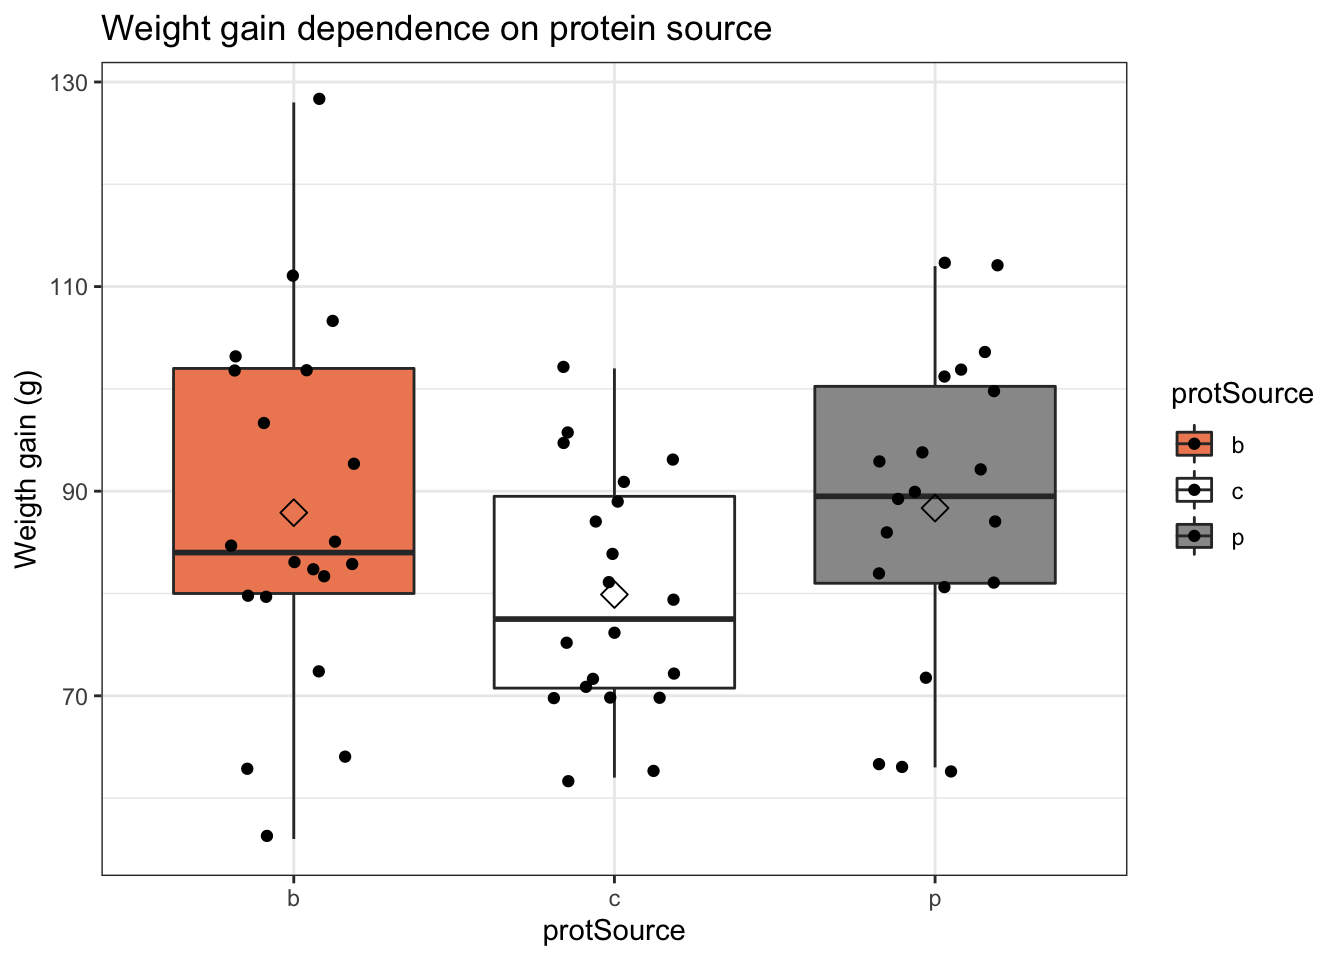 Weight gain dependence on protein source
130
110
90
70
Weigth gain (g)
b
c
p
protSource
protSource
b
c
p